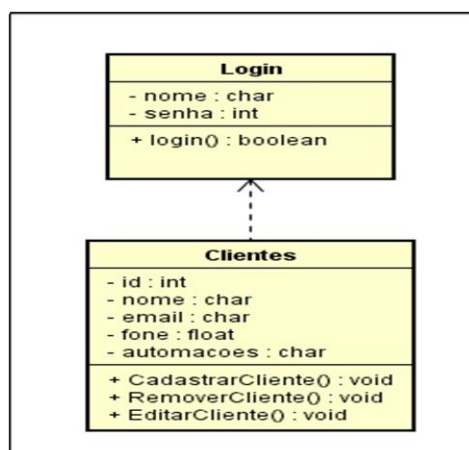 Login
- nome : char
- senha : int
+ login() : boolean
Clientes
- id : int
- nome : char
- email : char
- fone : float
- automacoes : char
+ CadastrarCliente() : void
+ RemoverCliente() : void
+ EditarCliente() : void